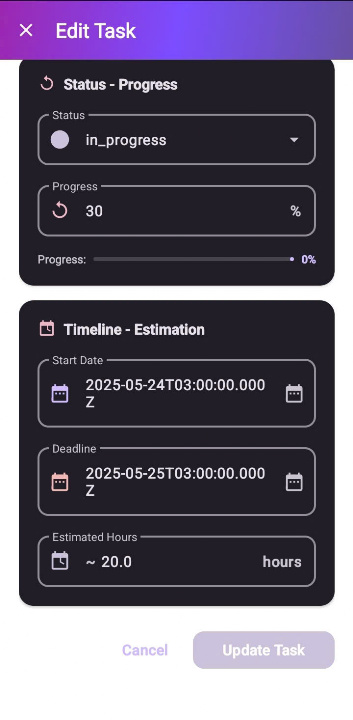 Edit Task
Status - Progress
Status
in_progress
Progress
30 %
Progress: 0%
Timeline - Estimation
Start Date
2025-05-24T03:00:00.000
Z
Deadline
2025-05-25T03:00:00.000
Z
Estimated Hours
~ 20.0 hours
Cancel Update Task